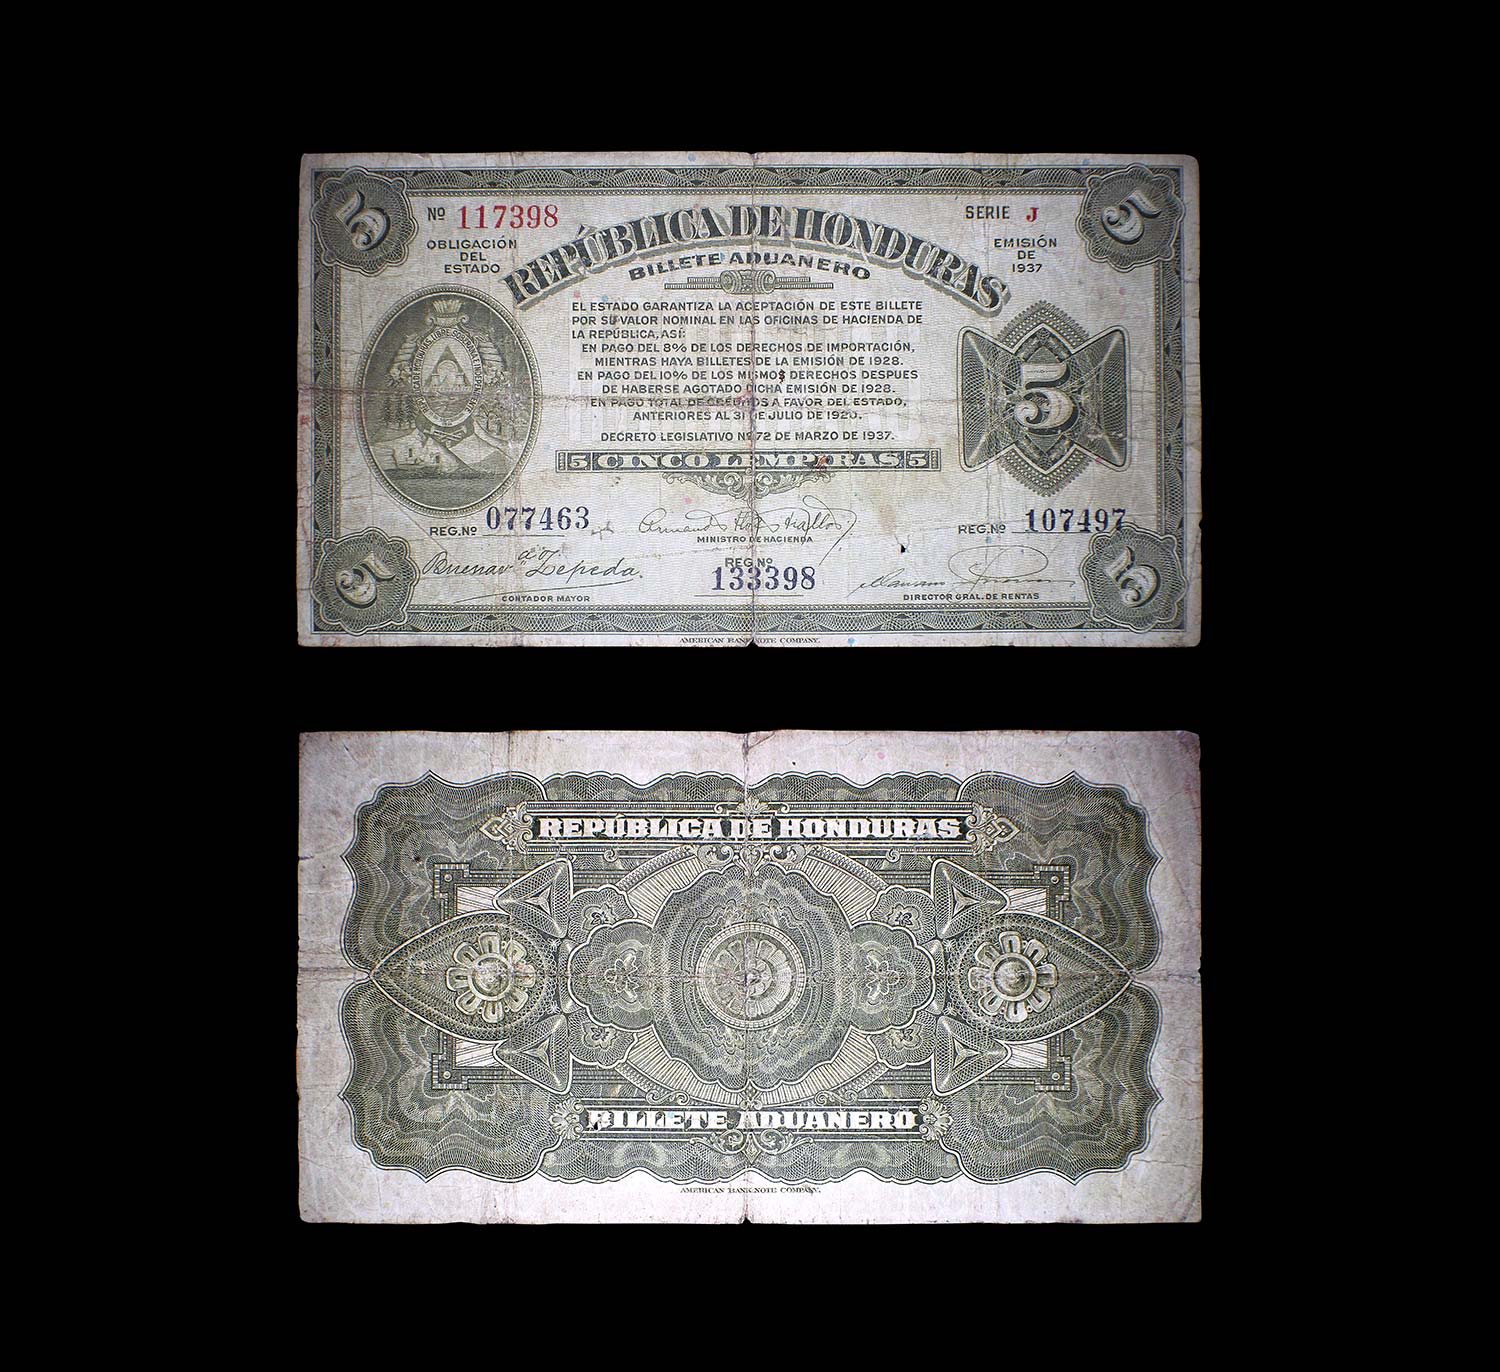 5
5
Nº 117398
REPÚBLICA DE HONDURAS
SERIE J
OBLIGACIÓN
DEL
ESTADO
BILLETE ADUANERO
EMISIÓN
DE
1937
EL ESTADO GARANTIZA LA ACEPTACIÓN DE ESTE BILLETE
POR SU VALOR NOMINAL EN LAS OFICINAS DE HACIENDA DE
LA REPÚBLICA, ASÍ:
EN PAGO DEL 8% DE LOS DERECHOS DE IMPORTACIÓN,
MIENTRAS HAYA BILLETES DE LA EMISIÓN DE 1928.
EN PAGO DEL 10% DE LOS MISMOS DERECHOS DESPUES
DE HABERSE AGOTADO DICHA EMISIÓN DE 1928.
EN PAGO TOTAL DE CRÉDITOS A FAVOR DEL ESTADO,
ANTERIORES AL 31 DE JULIO DE
5
DECRETO LEGISLATIVO Nº 72 DE MARZO DE 1937.
5 CINCO LEMPIRAS 5
REG. Nº 077463
MINISTRO DE HACIENDA
REG. Nº 107497
Buenav.ª Zepeda.
CONTADOR MAYOR
REG. Nº
133398
DIRECTOR GRAL. DE RENTAS
5
5
AMERICAN BANK NOTE COMPANY.
REPÚBLICA DE HONDURAS
BILLETE ADUANERO
AMERICAN BANK NOTE COMPANY.